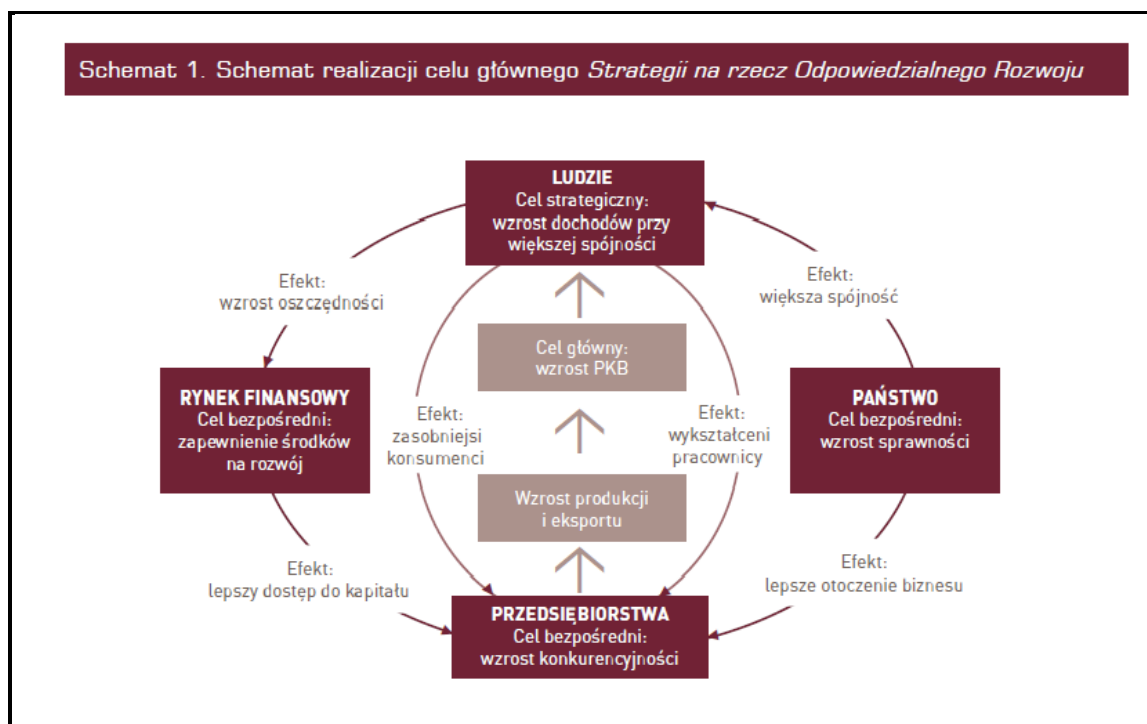 Schemat 1. Schemat realizacji celu głównego Strategii na rzecz Odpowiedzialnego Rozwoju
LUDZIE
Cel strategiczny:
wzrost dochodów przy
większej spójności
Efekt:
wzrost oszczędności
Efekt:
większa spójność
Cel główny:
wzrost PKB
RYNEK FINANSOWY
Cel bezpośredni:
zapewnienie środków
na rozwój
Efekt:
zasobniejsi
konsumenci
Efekt:
wykształceni
pracownicy
PAŃSTWO
Cel bezpośredni:
wzrost sprawności
Wzrost produkcji
i eksportu
Efekt:
lepszy dostęp do kapitału
Efekt:
lepsze otoczenie biznesu
PRZEDSIĘBIORSTWA
Cel bezpośredni:
wzrost konkurencyjności